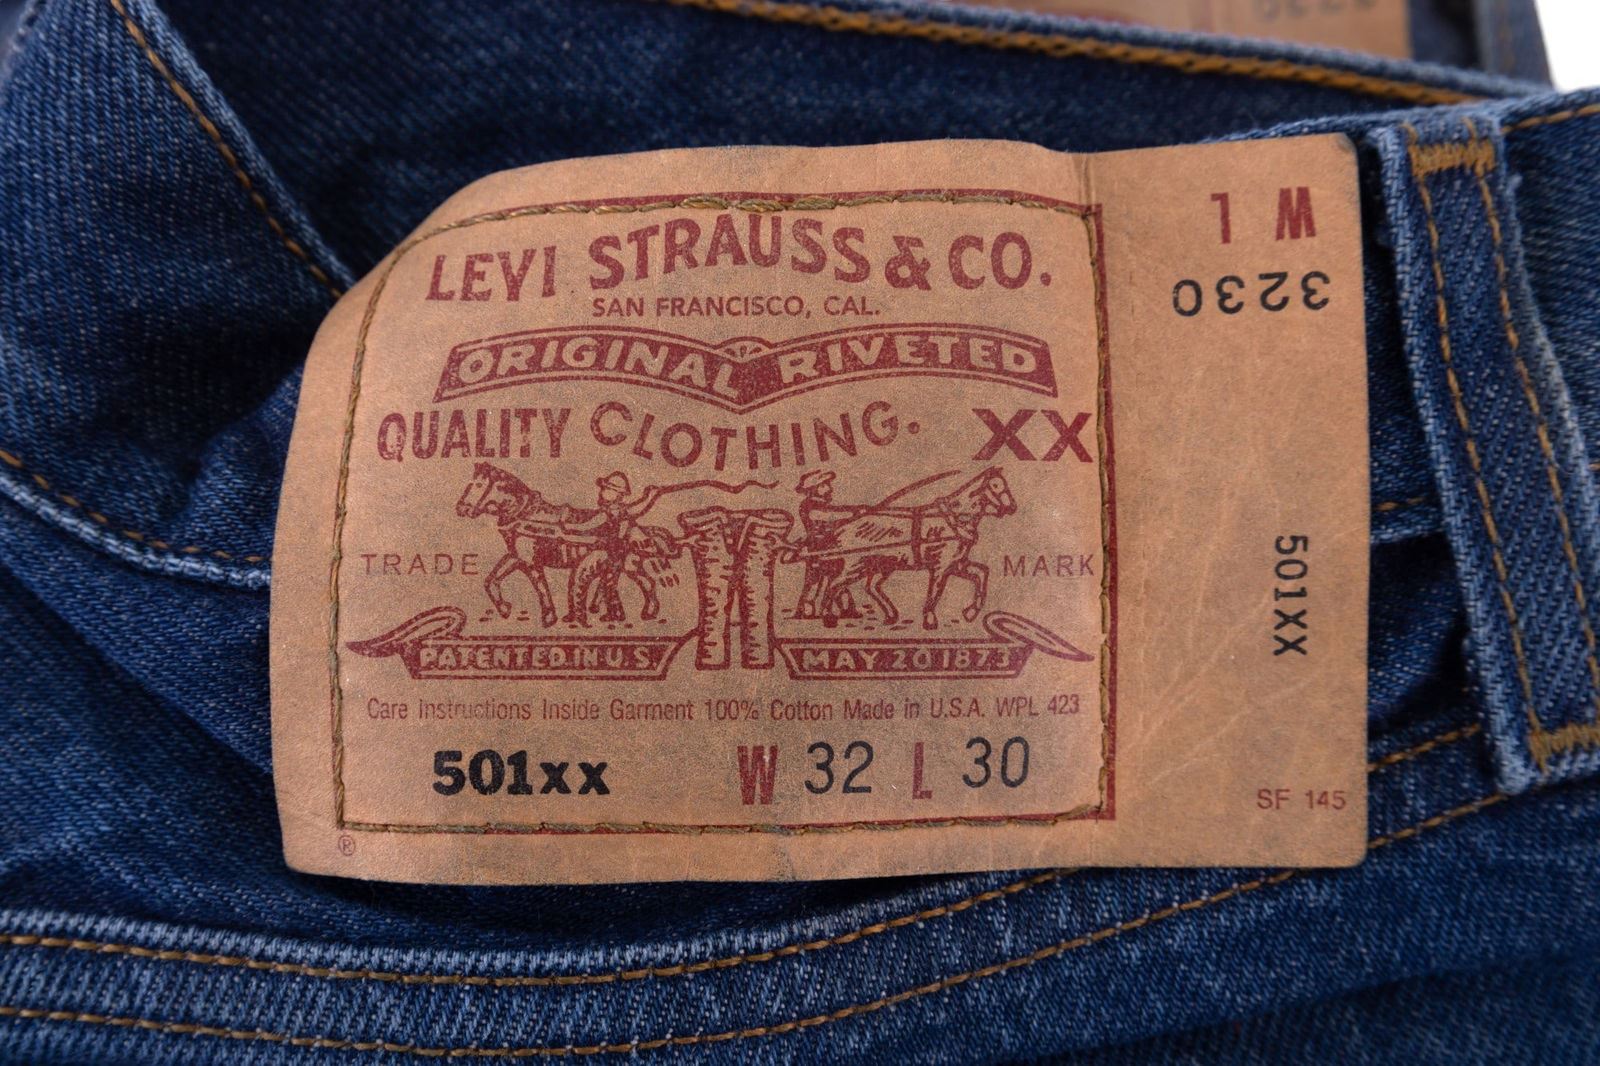 LEVI STRAUSS & CO.
SAN FRANCISCO, CAL.
ORIGINAL RIVETED
QUALITY CLOTHING. XX
TRADE MARK
PATENTED IN U.S. MAY 20 1873
Care Instructions Inside Garment 100% Cotton Made in U.S.A. WPL 423
501xx W 32 L 30
®
W L
3230
501XX
SF 145